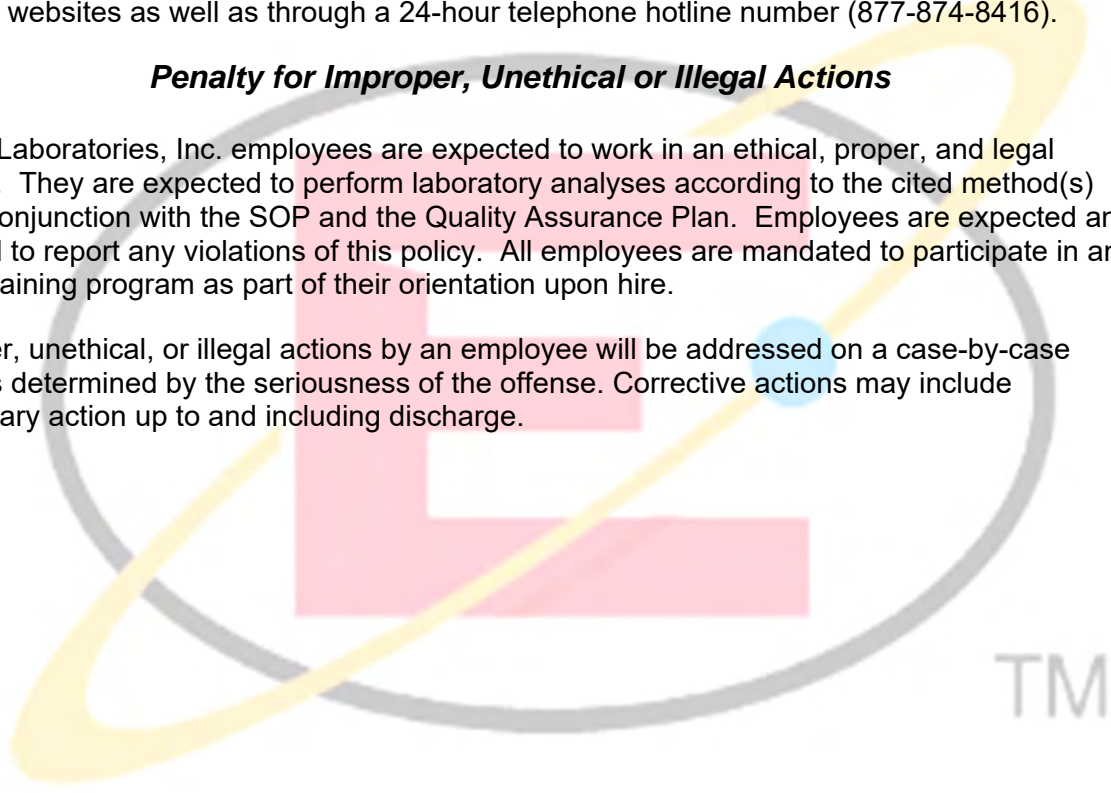 websites as well as through a 24-hour telephone hotline number (877-874-8416).
Penalty for Improper, Unethical or Illegal Actions
Laboratories, Inc. employees are expected to work in an ethical, proper, and legal
. They are expected to perform laboratory analyses according to the cited method(s)
onjunction with the SOP and the Quality Assurance Plan. Employees are expected an
d to report any violations of this policy. All employees are mandated to participate in an
aining program as part of their orientation upon hire.
er, unethical, or illegal actions by an employee will be addressed on a case-by-case
s determined by the seriousness of the offense. Corrective actions may include
ary action up to and including discharge.
E
TM